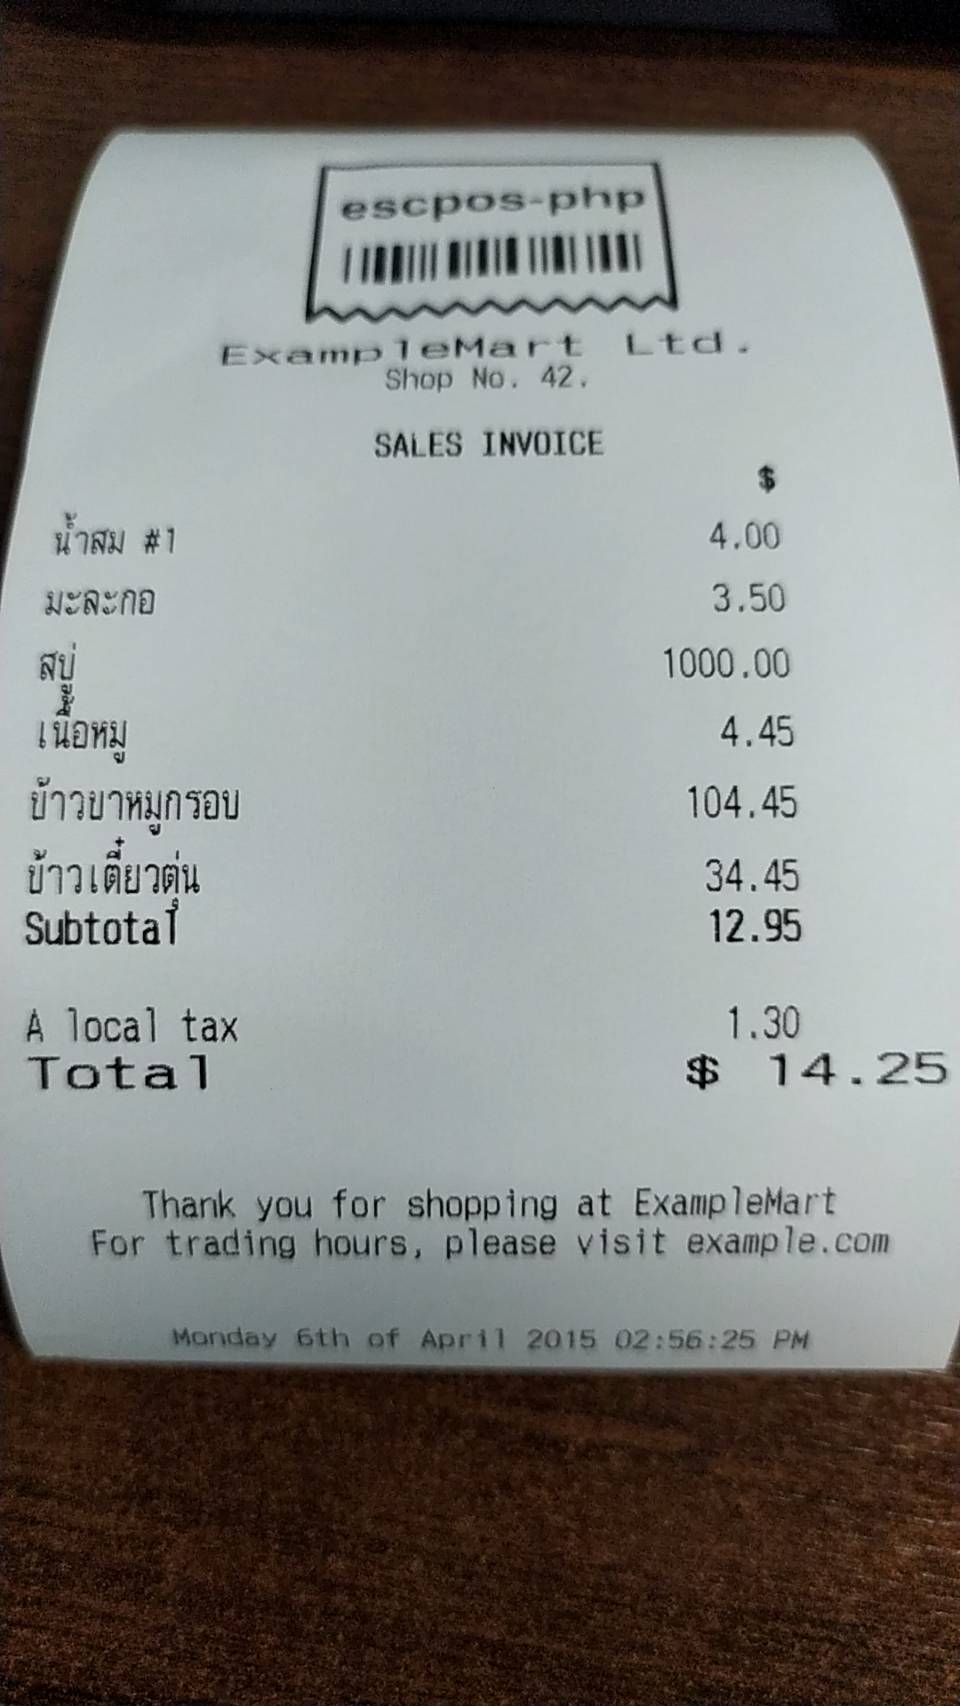 escpos-php
ExampleMart Ltd.
Shop No. 42.
SALES INVOICE
$
น้ำสม #1 4.00
มะละกอ 3.50
สบู่ 1000.00
เนื้อหมู 4.45
ข้าวขาหมูกรอบ 104.45
ข้าวเตี๋ยวตุ่น 34.45
Subtotal 12.95
A local tax 1.30
Total $ 14.25
Thank you for shopping at ExampleMart
For trading hours, please visit example.com
Monday 6th of April 2015 02:56:25 PM